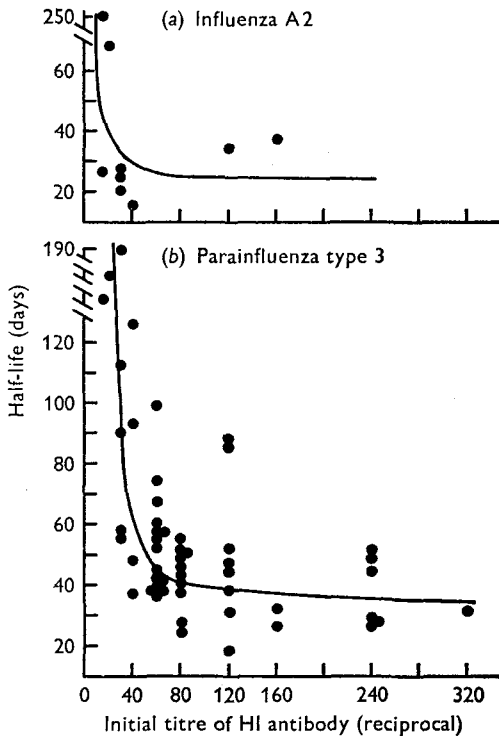 (a) Influenza A2
250
60
40
20
(b) Parainfluenza type 3
190
120
100
80
60
40
20
Half-life (days)
0 40 80 120 160 200 240 280 320
Initial titre of HI antibody (reciprocal)